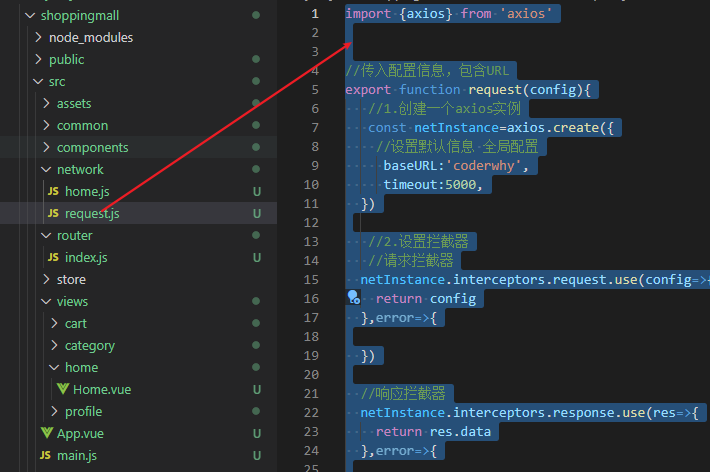 shoppingmall
node_modules
public
src
assets
common
components
network
JS home.js U
JS request.js U
router
JS index.js U
store
views
cart
category
home
Home.vue U
profile
App.vue U
JS main.js U
1 import {axios} from 'axios'
2
3
4 //传入配置信息，包含URL
5 export function request(config){
6 //1.创建一个axios实例
7 const netInstance=axios.create({
8 //设置默认信息 全局配置
9 baseURL:'coderwhy',
10 timeout:5000,
11 })
12
13 //2.设置拦截器
14 //请求拦截器
15 netInstance.interceptors.request.use(config=>{
16 return config
17 },error=>{
18
19 })
20
21 //响应拦截器
22 netInstance.interceptors.response.use(res=>{
23 return res.data
24 },error=>{
25